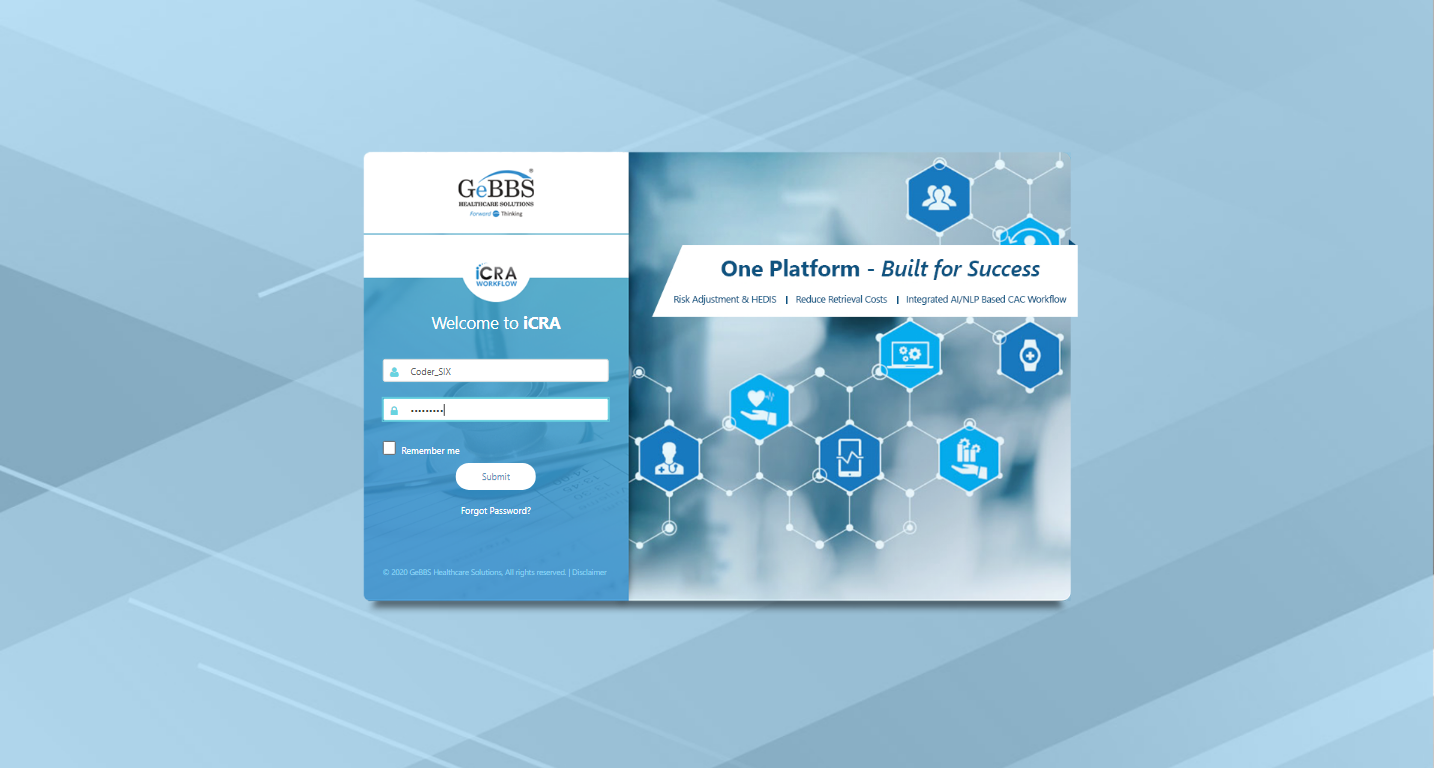 GeBBS®
HEALTHCARE SOLUTIONS
Forward Thinking
iCRA
WORKFLOW
Welcome to iCRA
Coder_SIX
•••••••••
Remember me
Submit
Forgot Password?
© 2020 GeBBS Healthcare Solutions, All rights reserved. | Disclaimer
One Platform - Built for Success
Risk Adjustment & HEDIS | Reduce Retrieval Costs | Integrated AI/NLP Based CAC Workflow